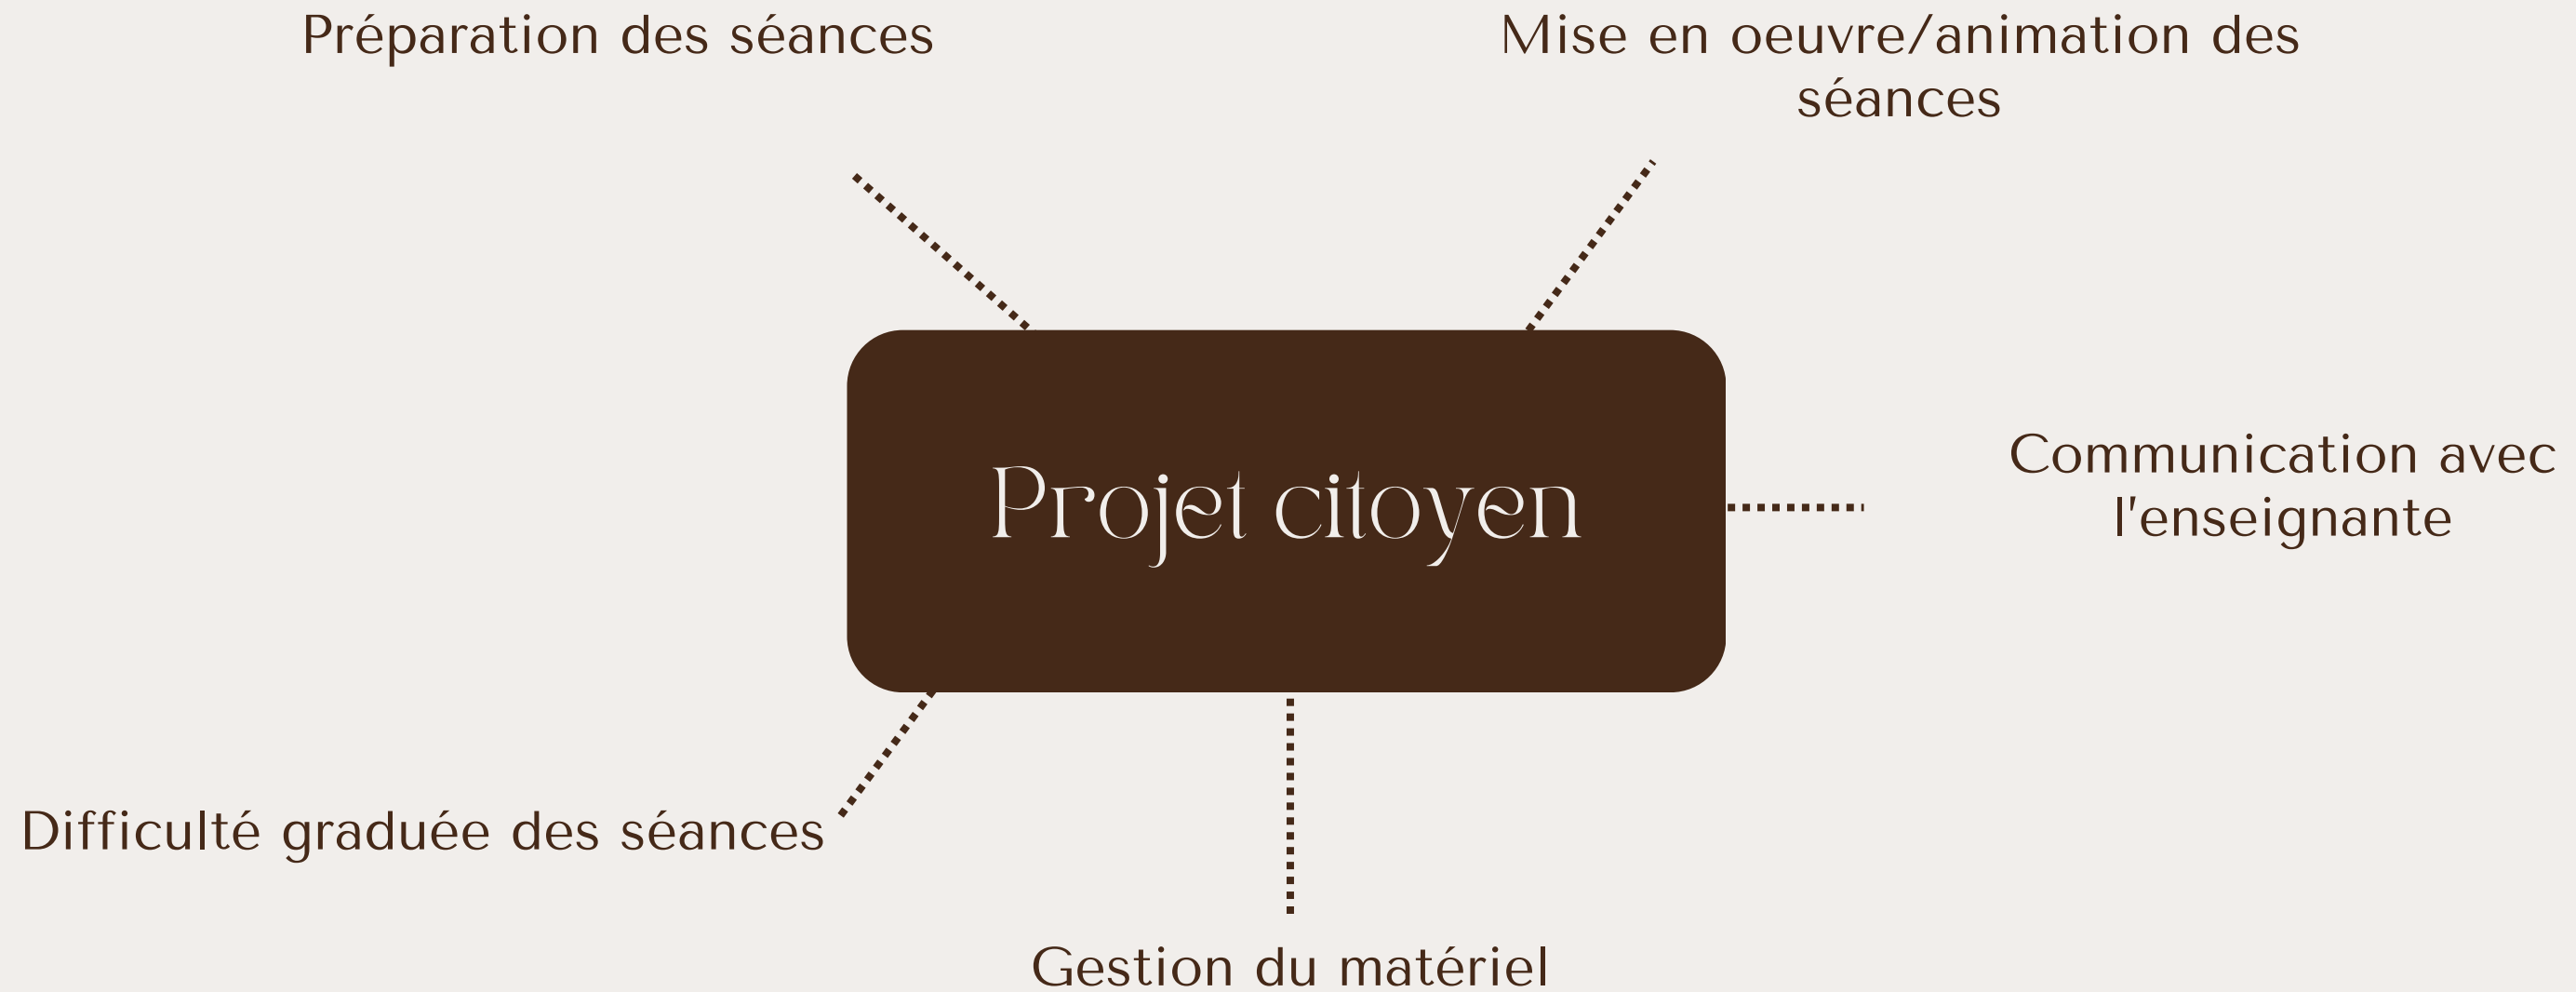 Préparation des séances
Mise en oeuvre/animation des
séances
Projet citoyen
Communication avec
l'enseignante
Difficulté graduée des séances
Gestion du matériel